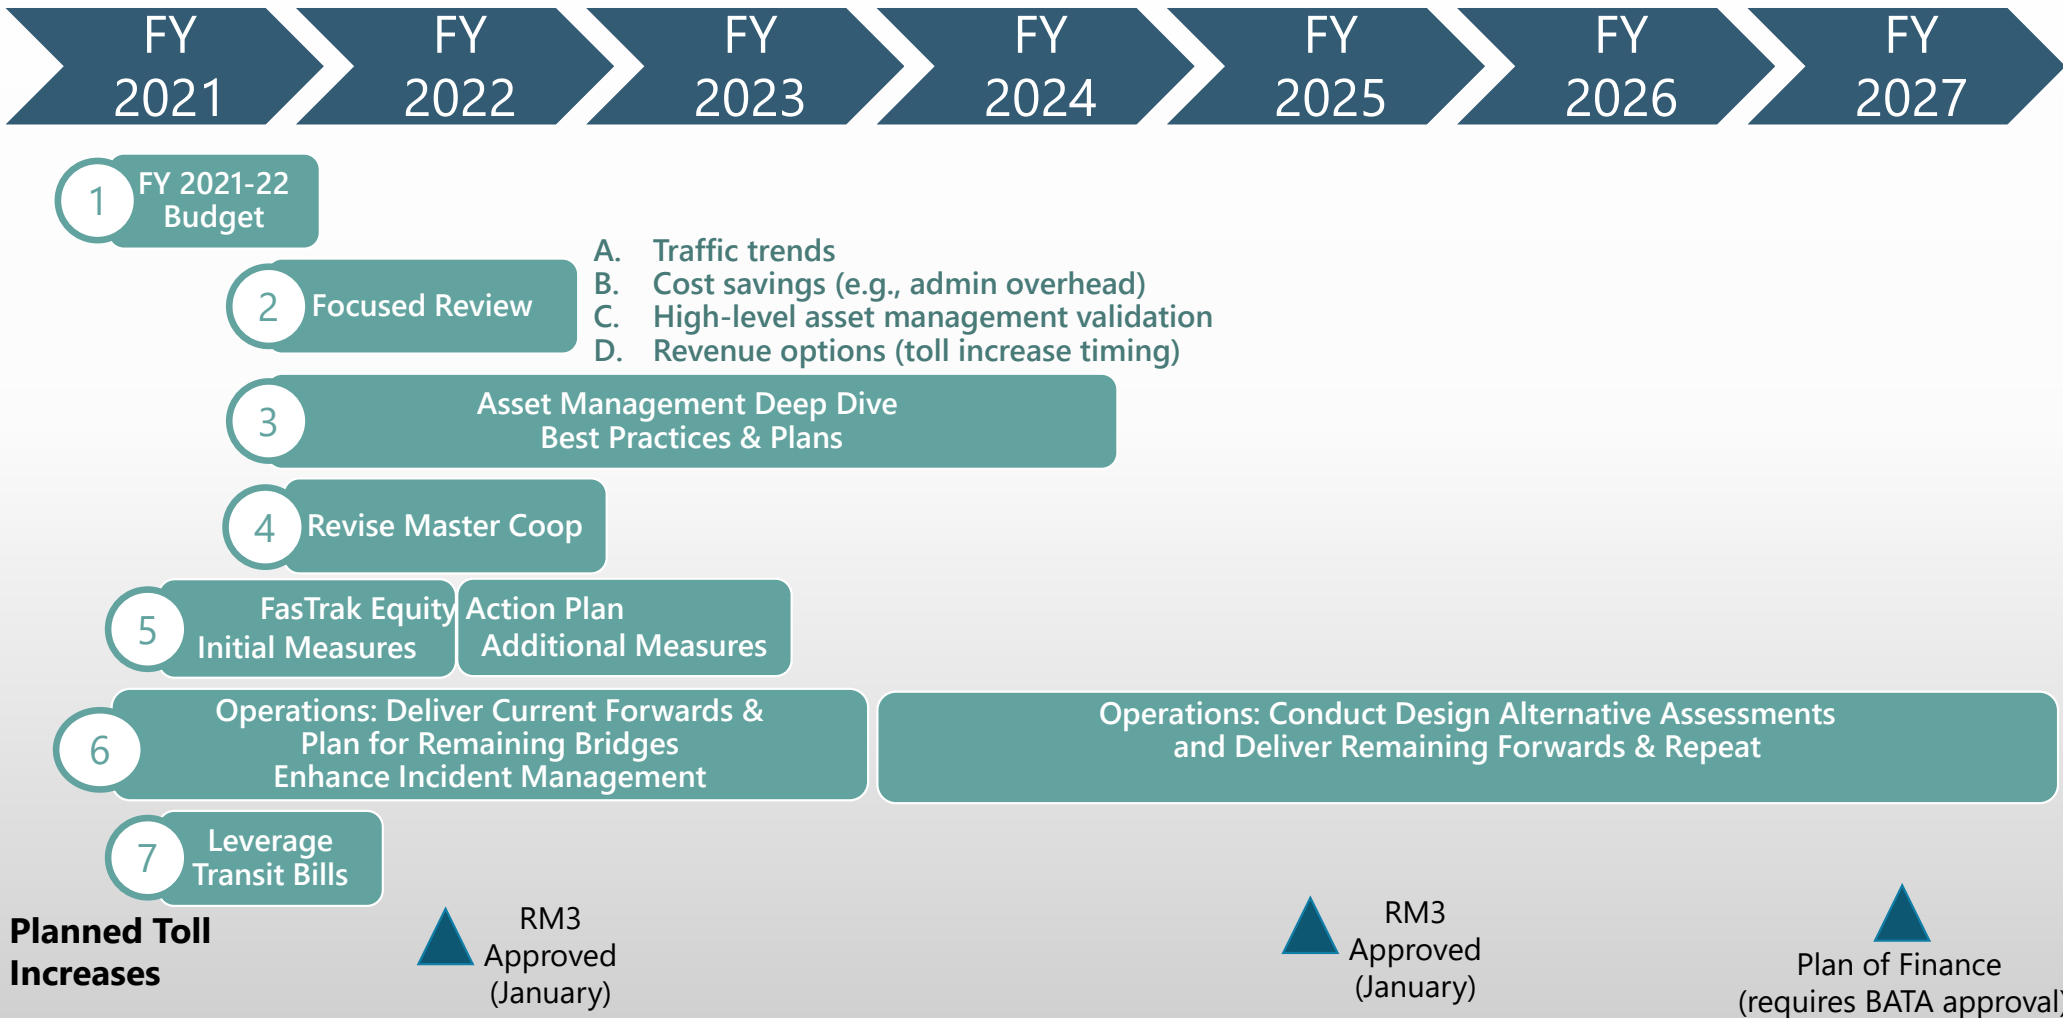 FY
2021
FY
2022
FY
2023
FY
2024
FY
2025
FY
2026
FY
2027
1
FY 2021-22
Budget
2
Focused Review
A. Traffic trends
B. Cost savings (e.g., admin overhead)
C. High-level asset management validation
D. Revenue options (toll increase timing)
3
Asset Management Deep Dive
Best Practices & Plans
4
Revise Master Coop
5
FasTrak Equity Action Plan
Initial Measures
Additional Measures
6
Operations: Deliver Current Forwards &
Plan for Remaining Bridges
Enhance Incident Management
Operations: Conduct Design Alternative Assessments
and Deliver Remaining Forwards & Repeat
7
Leverage
Transit Bills
Planned Toll
Increases
RM3
Approved
(January)
RM3
Approved
(January)
Plan of Finance
(requires BATA approval)